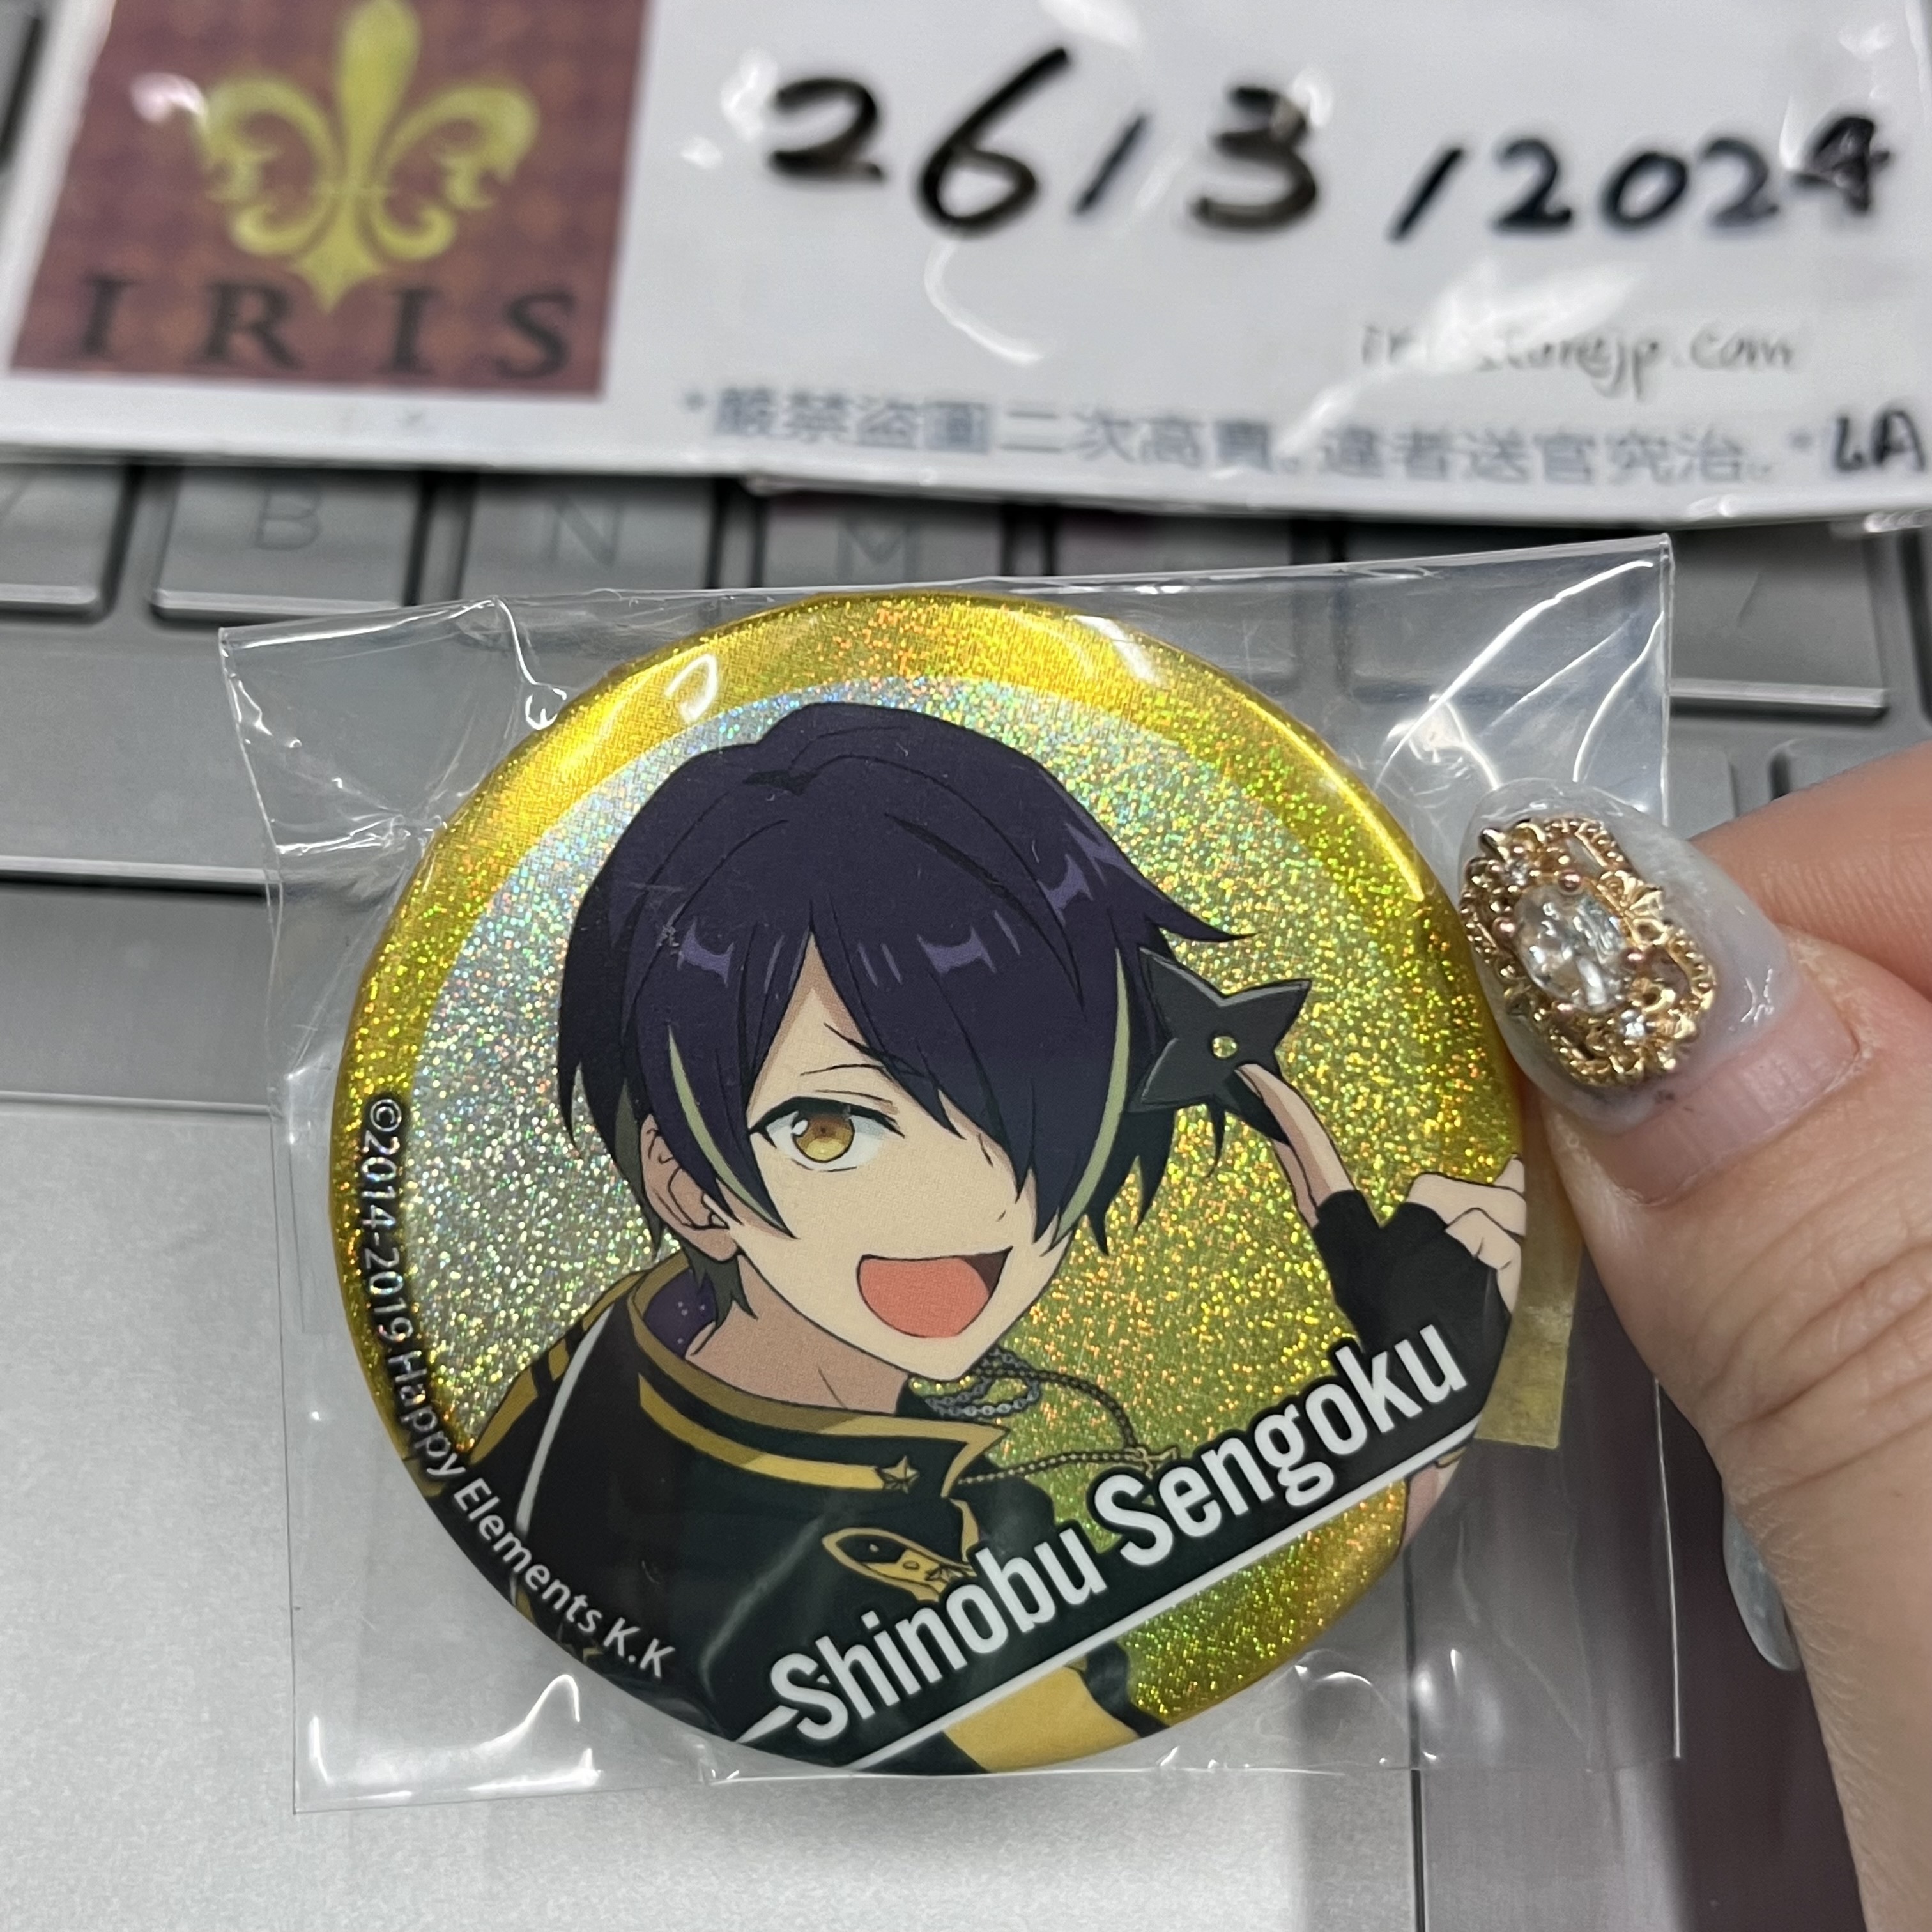 IRIS
26/3/2024
*嚴禁盜圖二次高賣。違者送官究治。*
B N M
©2014-2019 Happy Elements K.K
Shinobu Sengoku